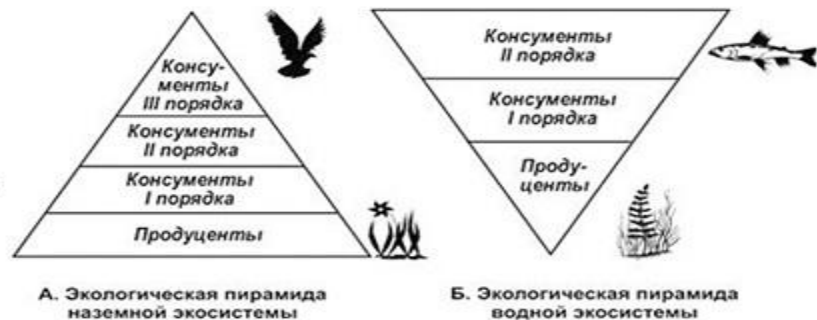 Консу-
менты
III порядка
Консументы
II порядка
Консументы
I порядка
Продуценты
А. Экологическая пирамида
наземной экосистемы
Консументы
II порядка
Консументы
I порядка
Проду-
центы
Б. Экологическая пирамида
водной экосистемы